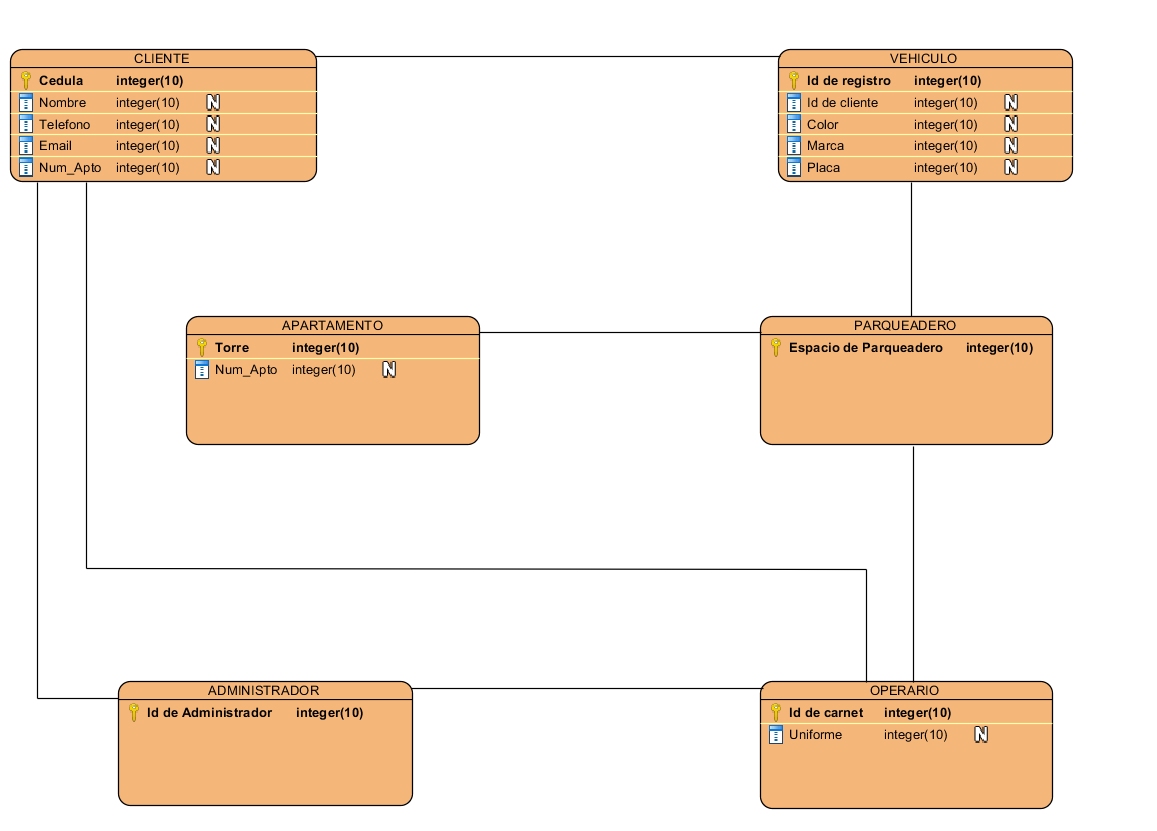 CLIENTE
Cedula integer(10)
Nombre integer(10) N
Telefono integer(10) N
Email integer(10) N
Num_Apto integer(10) N
VEHICULO
Id de registro integer(10)
Id de cliente integer(10) N
Color integer(10) N
Marca integer(10) N
Placa integer(10) N
APARTAMENTO
Torre integer(10)
Num_Apto integer(10) N
PARQUEADERO
Espacio de Parqueadero integer(10)
ADMINISTRADOR
Id de Administrador integer(10)
OPERARIO
Id de carnet integer(10)
Uniforme integer(10) N